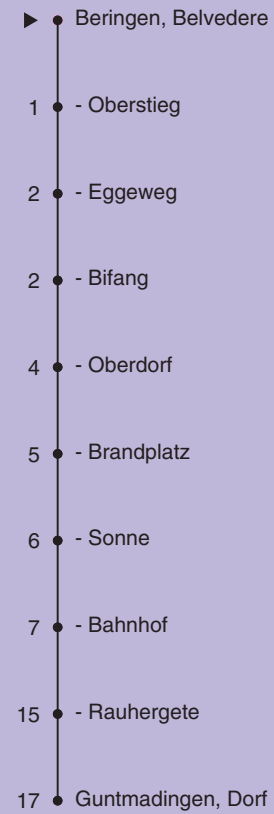 ▶ Beringen, Belvedere
1 - Oberstieg
2 - Eggeweg
2 - Bifang
4 - Oberdorf
5 - Brandplatz
6 - Sonne
7 - Bahnhof
15 - Rauhergete
17 Guntmadingen, Dorf